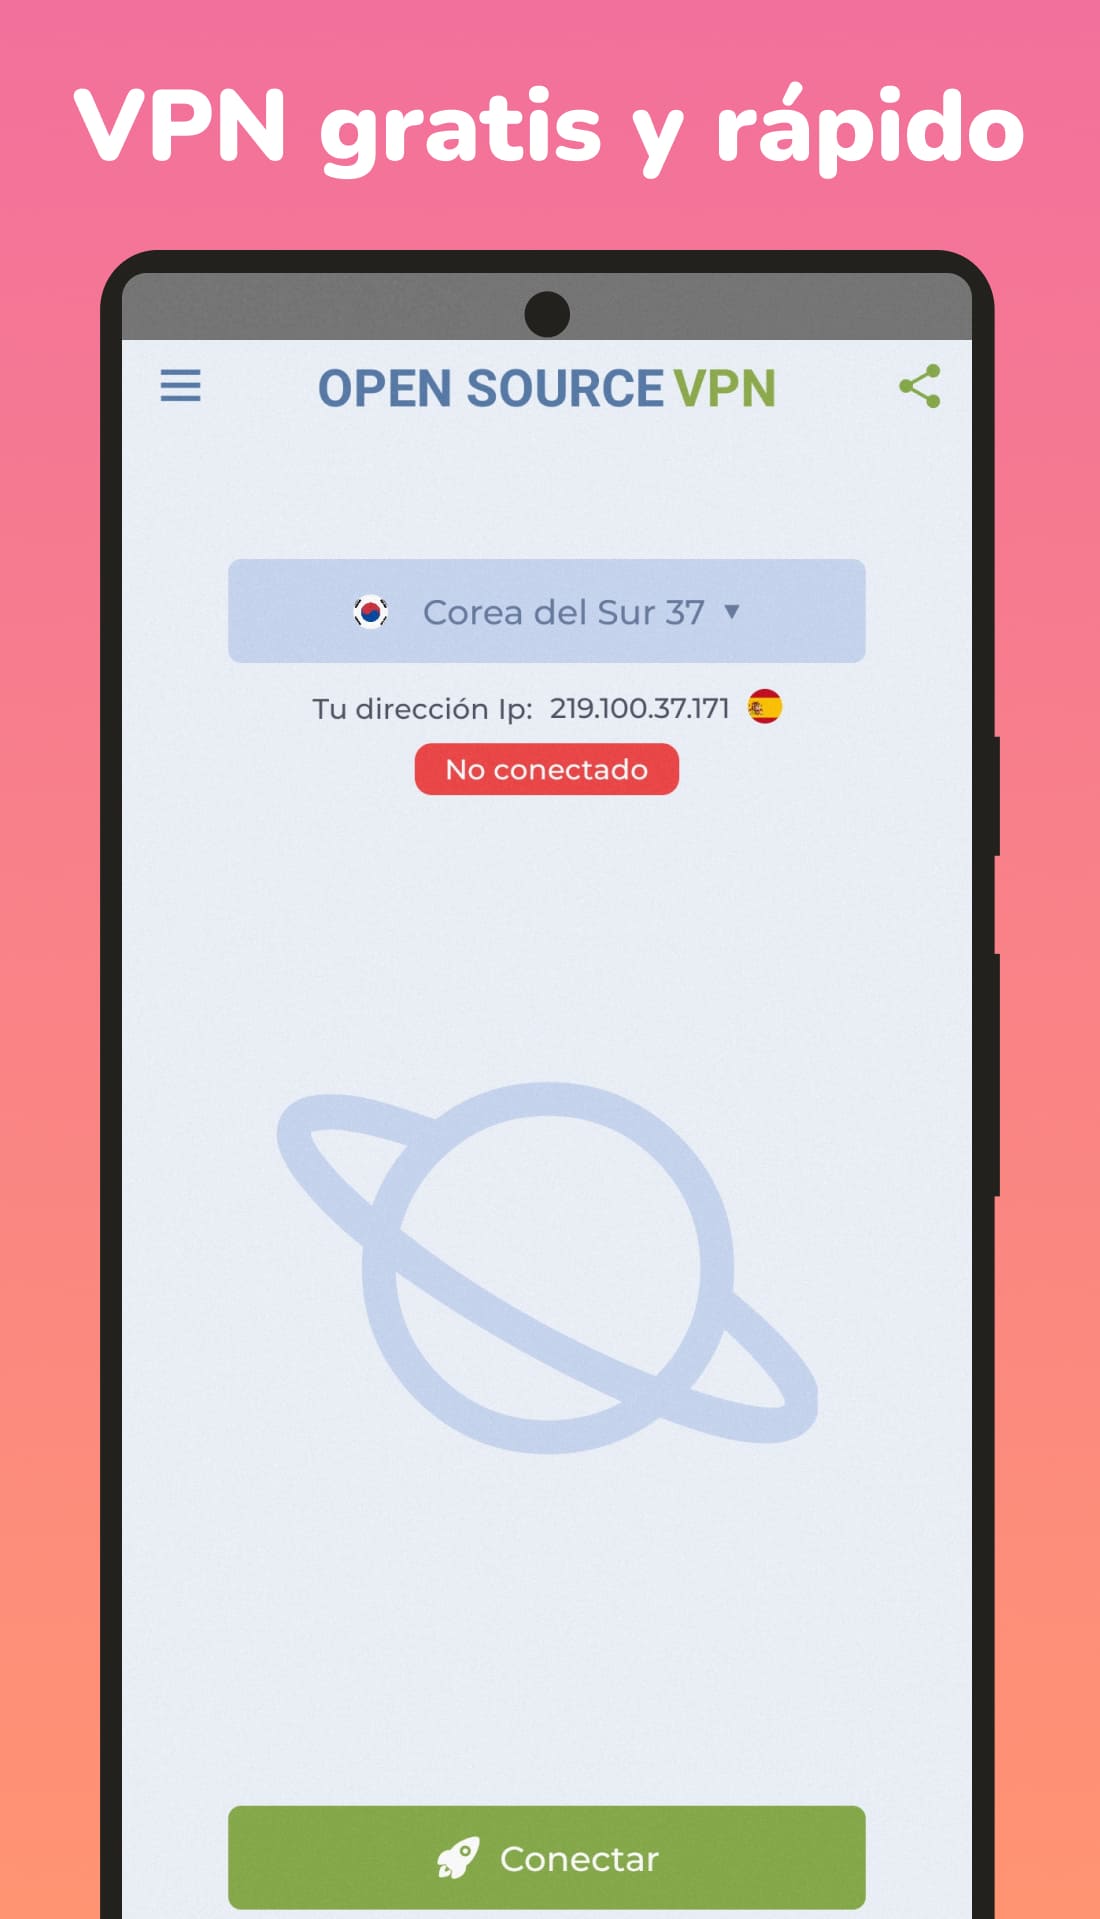 VPN gratis y rápido
OPEN SOURCE VPN
Corea del Sur 37
Tu dirección Ip: 219.100.37.171
No conectado
Conectar